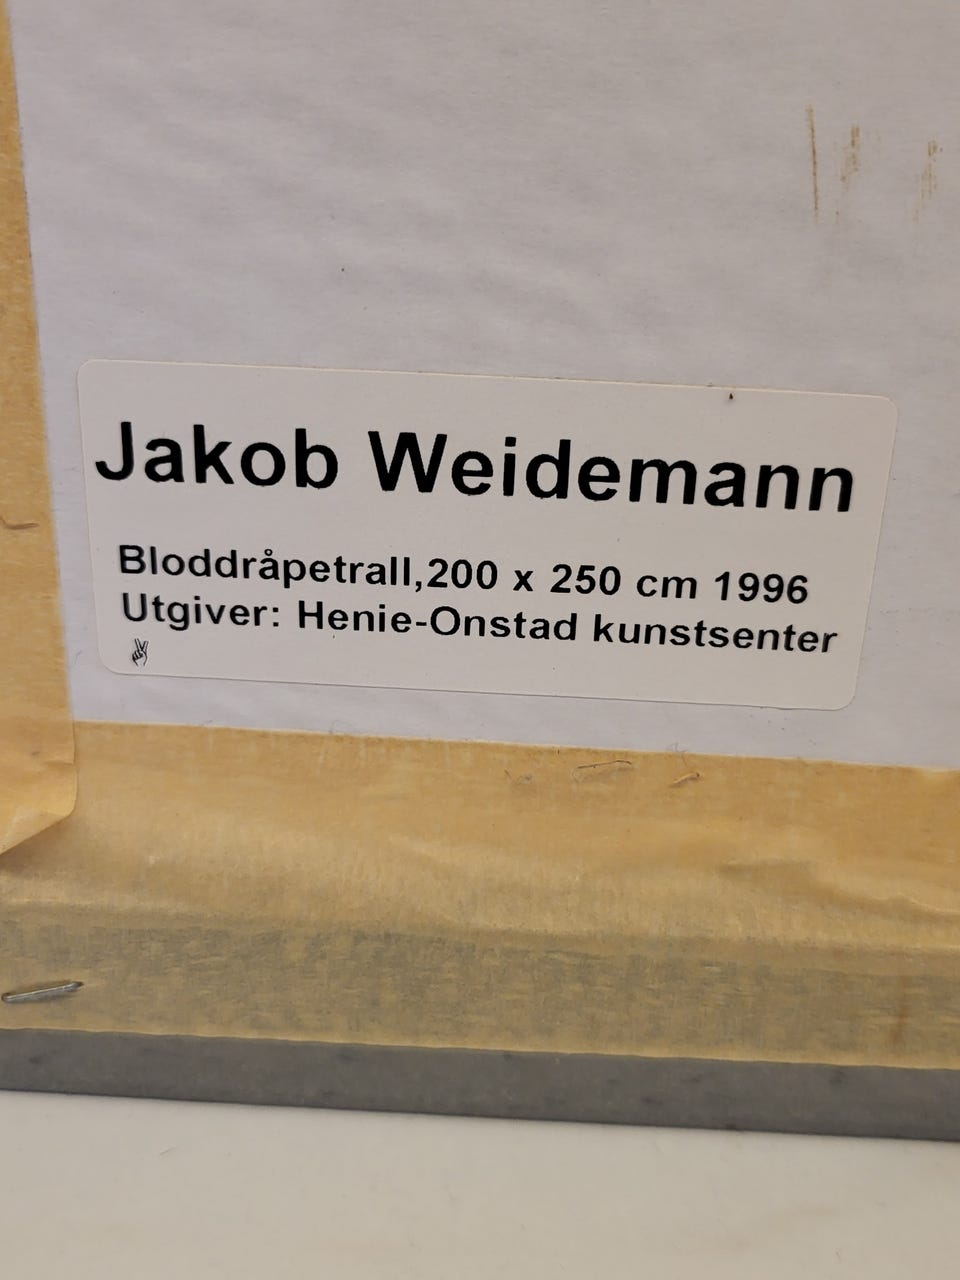 Jakob Weidemann
Bloddråpetrall,200 x 250 cm 1996
Utgiver: Henie-Onstad kunstsenter